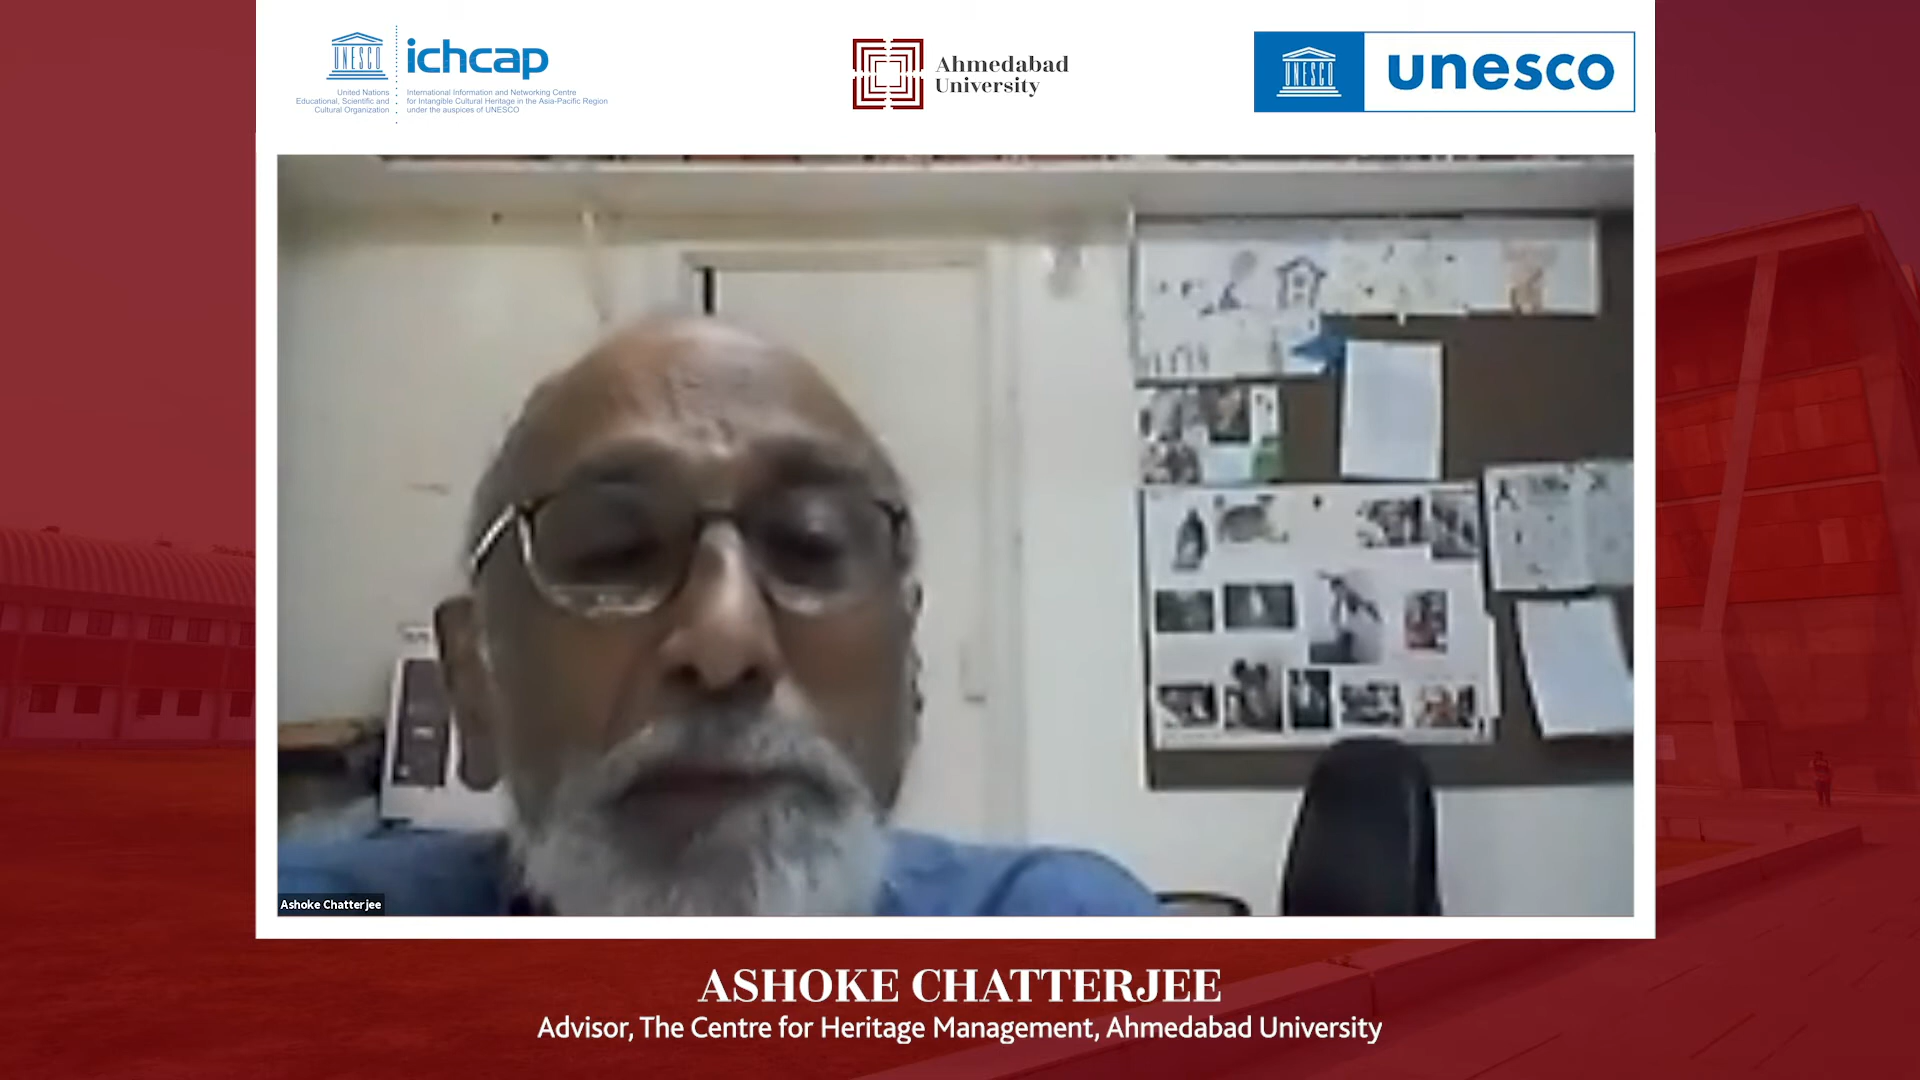 UNESCO
United Nations
Educational, Scientific and
Cultural Organization
ichcap
International Information and Networking Centre
for Intangible Cultural Heritage in the Asia-Pacific Region
under the auspices of UNESCO
Ahmedabad
University
UNESCO
unesco
Ashoke Chatterjee
ASHOKE CHATTERJEE
Advisor, The Centre for Heritage Management, Ahmedabad University